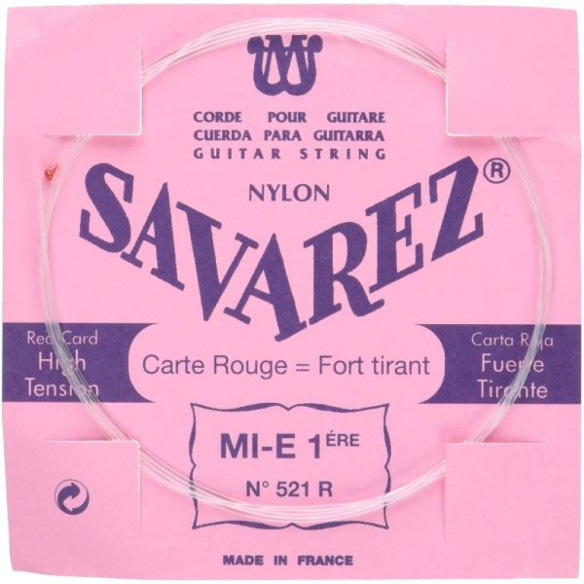 CORDE POUR GUITARE
CUERDA PARA GUITARRA
GUITAR STRING
NYLON
SAVAREZ®
Red Card
High
Tension
Carte Rouge = Fort tirant
Carta Roja
Fuerte
Tirante
MI-E 1ÉRE
N° 521 R
MADE IN FRANCE